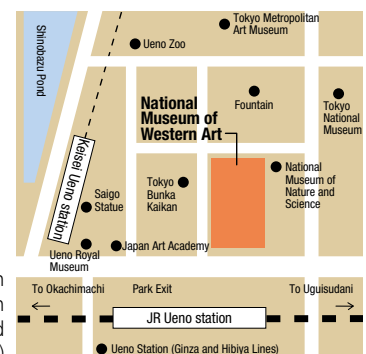 Tokyo Metropolitan
Art Museum
Ueno Zoo
Shinobazu Pond
National
Museum of
Western Art
Fountain
Tokyo
National
Museum
Keisei Ueno station
Saigo
Statue
Tokyo
Bunka
Kaikan
National
Museum of
Nature and
Science
Ueno Royal
Museum
Japan Art Academy
To Okachimachi
Park Exit
To Uguisudani
JR Ueno station
Ueno Station (Ginza and Hibiya Lines)